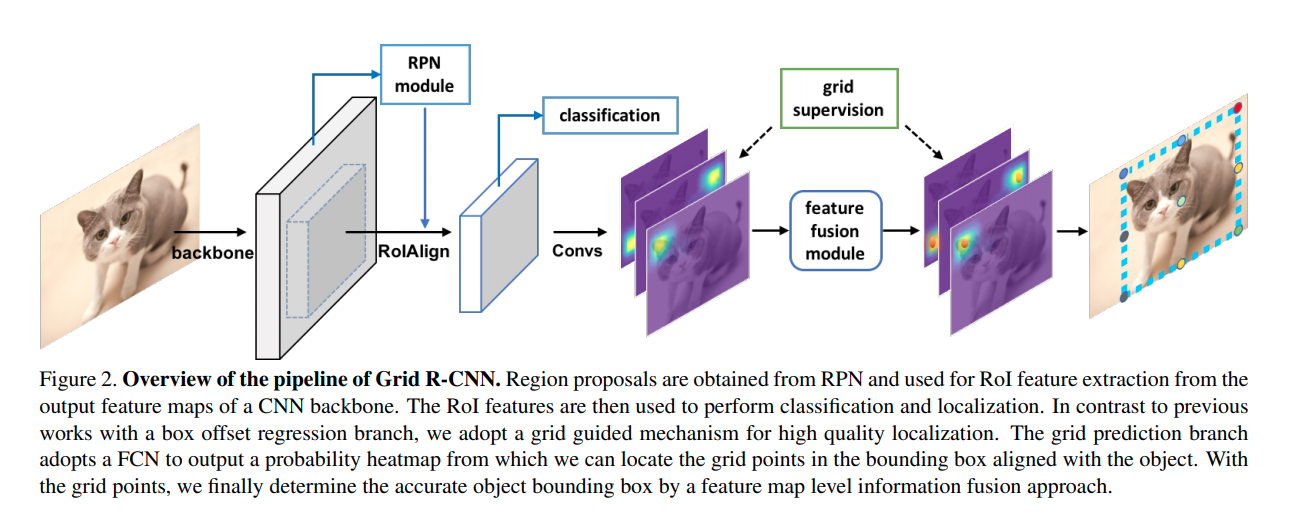 RPN
module
classification
grid
supervision
backbone
RoIAlign
Convs
feature
fusion
module
Figure 2. Overview of the pipeline of Grid R-CNN. Region proposals are obtained from RPN and used for RoI feature extraction from the
output feature maps of a CNN backbone. The RoI features are then used to perform classification and localization. In contrast to previous
works with a box offset regression branch, we adopt a grid guided mechanism for high quality localization. The grid prediction branch
adopts a FCN to output a probability heatmap from which we can locate the grid points in the bounding box aligned with the object. With
the grid points, we finally determine the accurate object bounding box by a feature map level information fusion approach.